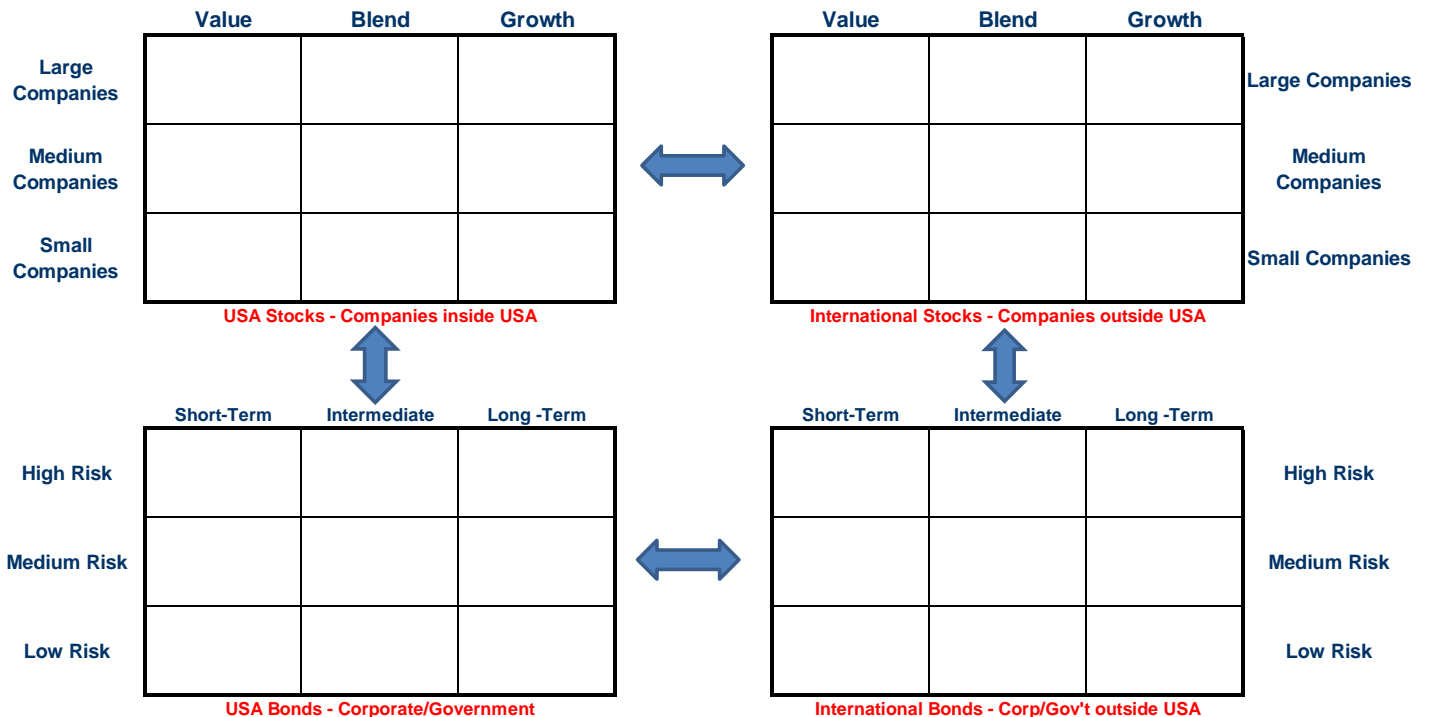 Value Blend Growth
Large
Companies
Medium
Companies
Small
Companies
USA Stocks - Companies inside USA
Value Blend Growth
Large Companies
Medium
Companies
Small Companies
International Stocks - Companies outside USA
Short-Term Intermediate Long -Term
High Risk
Medium Risk
Low Risk
USA Bonds - Corporate/Government
Short-Term Intermediate Long -Term
High Risk
Medium Risk
Low Risk
International Bonds - Corp/Gov't outside USA